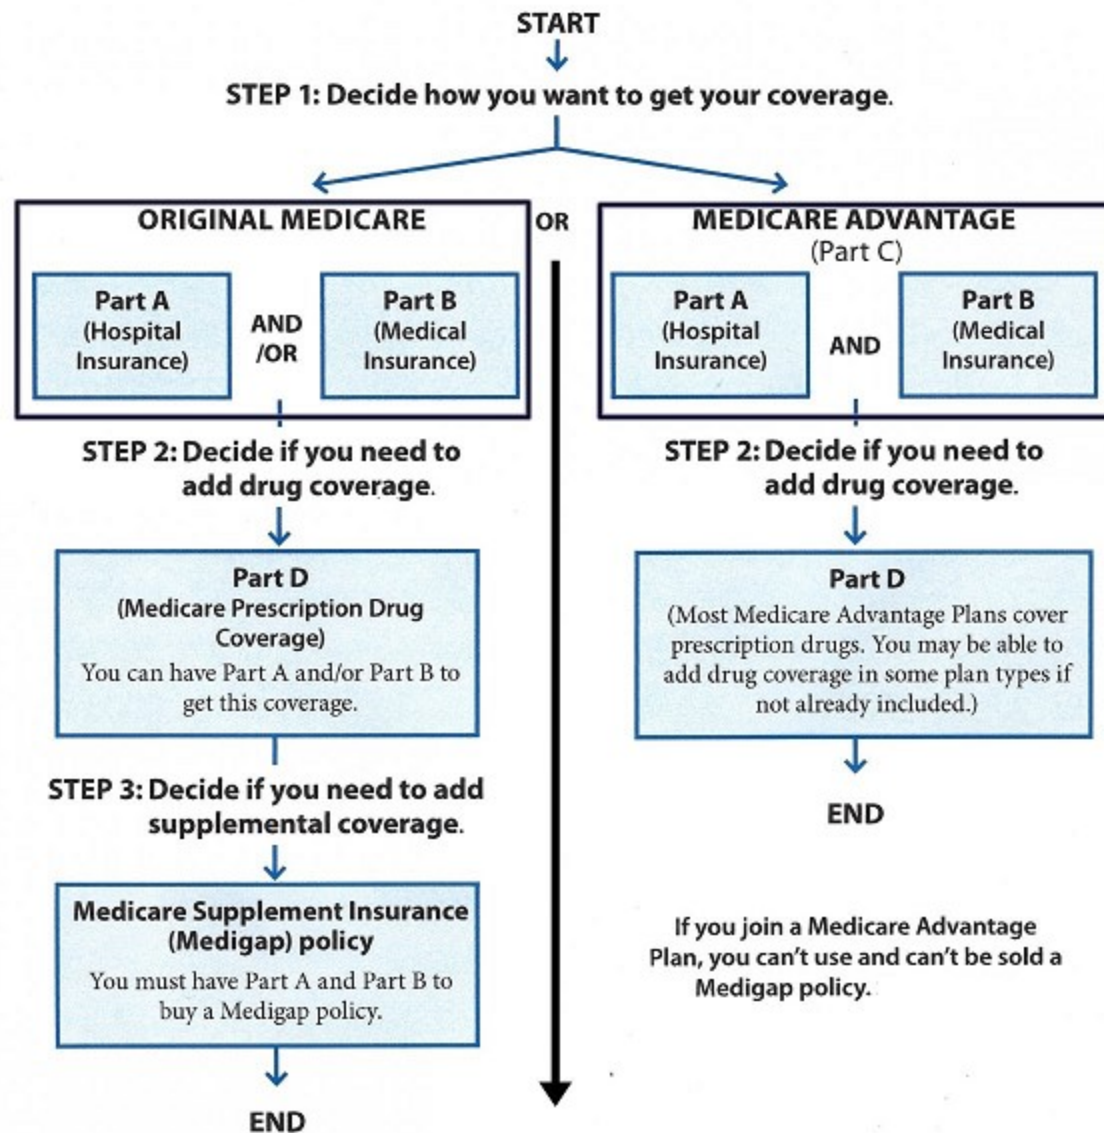 START
STEP 1: Decide how you want to get your coverage.
ORIGINAL MEDICARE
Part A
(Hospital
Insurance)
AND
/OR
Part B
(Medical
Insurance)
STEP 2: Decide if you need to
add drug coverage.
Part D
(Medicare Prescription Drug
Coverage)
You can have Part A and/or Part B to
get this coverage.
STEP 3: Decide if you need to add
supplemental coverage.
Medicare Supplement Insurance
(Medigap) policy
You must have Part A and Part B to
buy a Medigap policy.
END
OR
MEDICARE ADVANTAGE
(Part C)
Part A
(Hospital
Insurance)
AND
Part B
(Medical
Insurance)
STEP 2: Decide if you need to
add drug coverage.
Part D
(Most Medicare Advantage Plans cover
prescription drugs. You may be able to
add drug coverage in some plan types if
not already included.)
END
If you join a Medicare Advantage
Plan, you can't use and can't be sold a
Medigap policy.